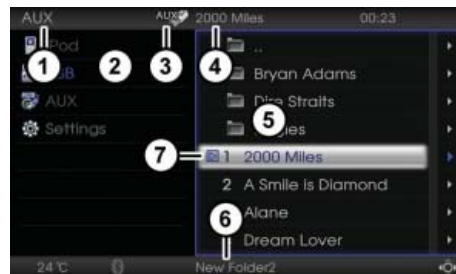 AUX AUX 2000 Miles 00:23
1 2 3 4
iPod
..
Bryan Adams
AUX
Dire Straits
5
Settings
7
1 2000 Miles
2 A Smile is Diamond
6
Alane
Dream Lover
24°C New Folder2